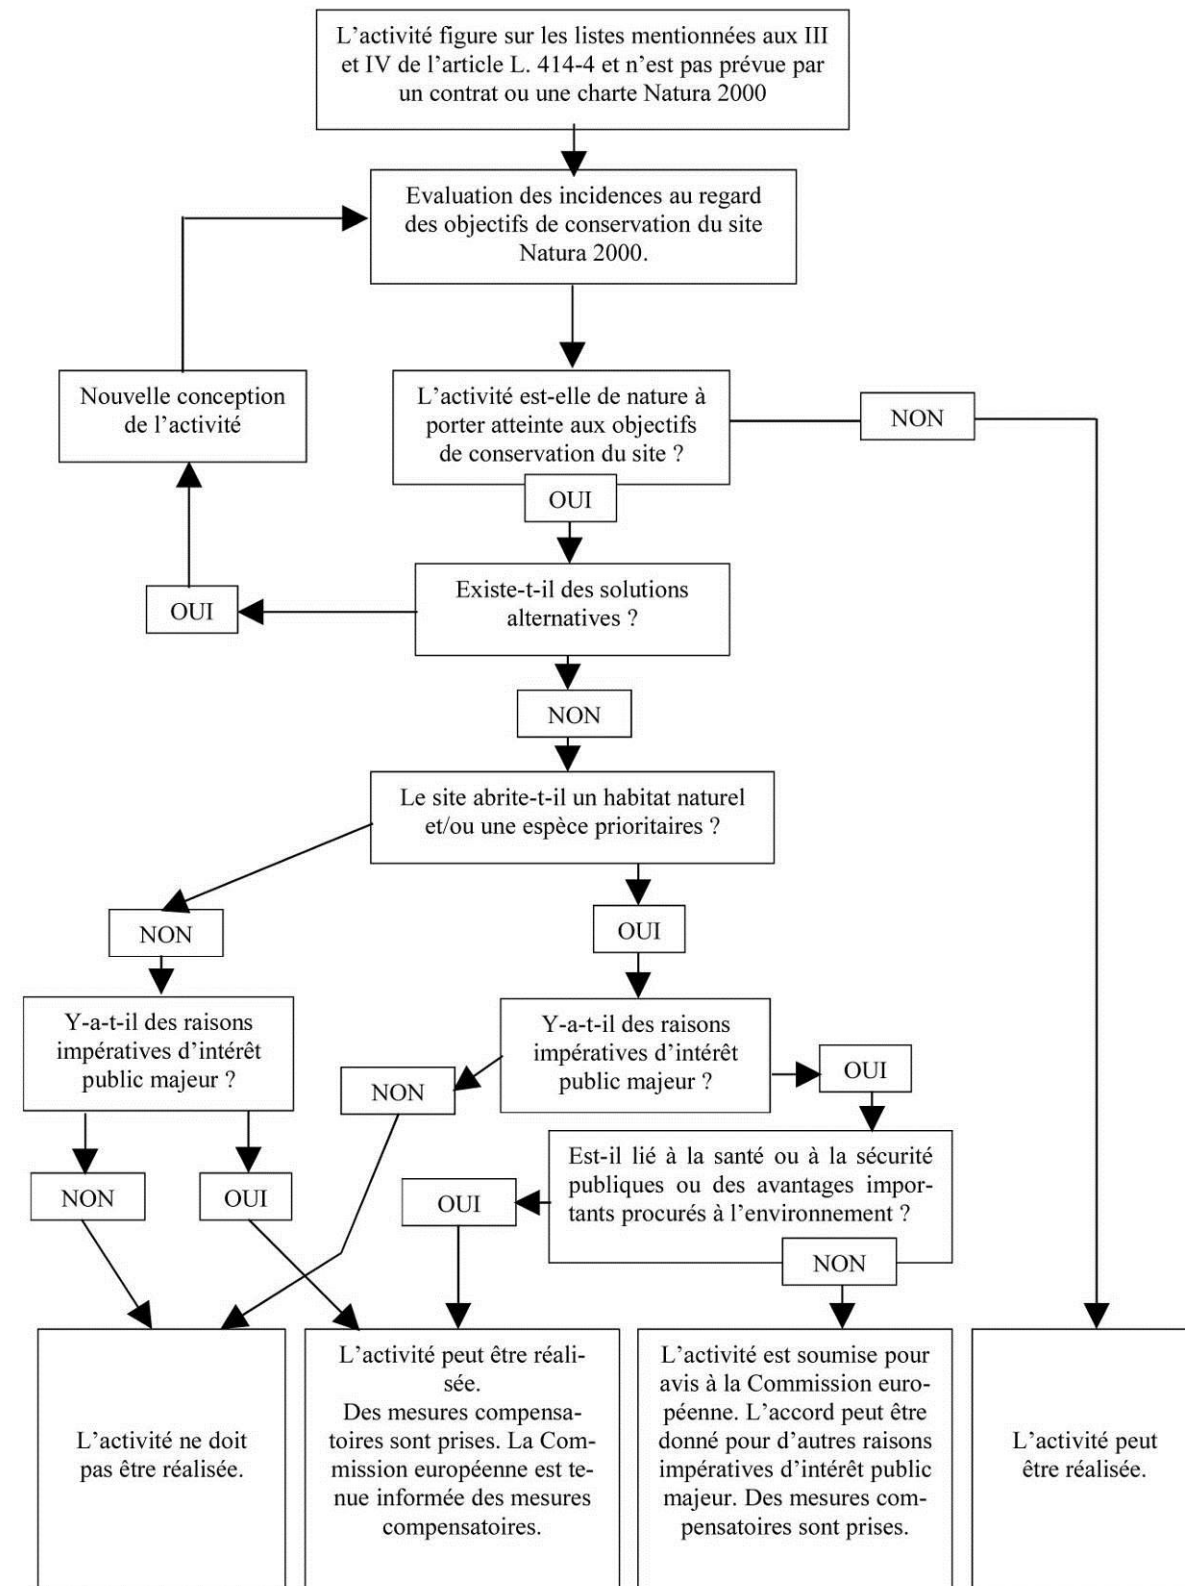 L’activité figure sur les listes mentionnées aux III
et IV de l’article L. 414-4 et n’est pas prévue par
un contrat ou une charte Natura 2000
Evaluation des incidences au regard
des objectifs de conservation du site
Natura 2000.
Nouvelle conception
de l’activité
L’activité est-elle de nature à
porter atteinte aux objectifs
de conservation du site ?
NON
OUI
Existe-t-il des solutions
alternatives ?
OUI
NON
Le site abrite-t-il un habitat naturel
et/ou une espèce prioritaires ?
NON
OUI
Y-a-t-il des raisons
impératives d’intérêt
public majeur ?
Y-a-t-il des raisons
impératives d’intérêt
public majeur ?
NON
OUI
Est-il lié à la santé ou à la sécurité
publiques ou des avantages impor-
tants procurés à l’environnement ?
NON
OUI
OUI
NON
L’activité ne doit
pas être réalisée.
L’activité peut être réali-
sée.
Des mesures compensa-
toires sont prises. La Com-
mission européenne est te-
nue informée des mesures
compensatoires.
L’activité est soumise pour
avis à la Commission euro-
péenne. L’accord peut être
donné pour d’autres raisons
impératives d’intérêt public
majeur. Des mesures com-
pensatoires sont prises.
L’activité peut
être réalisée.